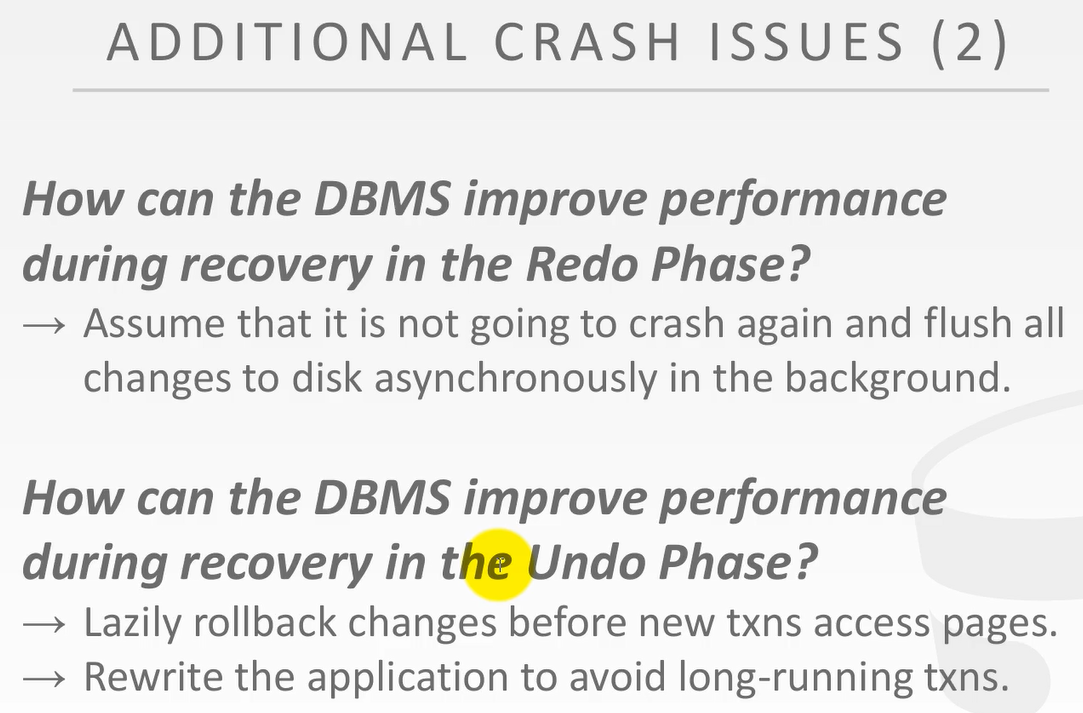 ADDITIONAL CRASH ISSUES (2)
How can the DBMS improve performance
during recovery in the Redo Phase?
→ Assume that it is not going to crash again and flush all
changes to disk asynchronously in the background.
How can the DBMS improve performance
during recovery in the Undo Phase?
→ Lazily rollback changes before new txns access pages.
→ Rewrite the application to avoid long-running txns.